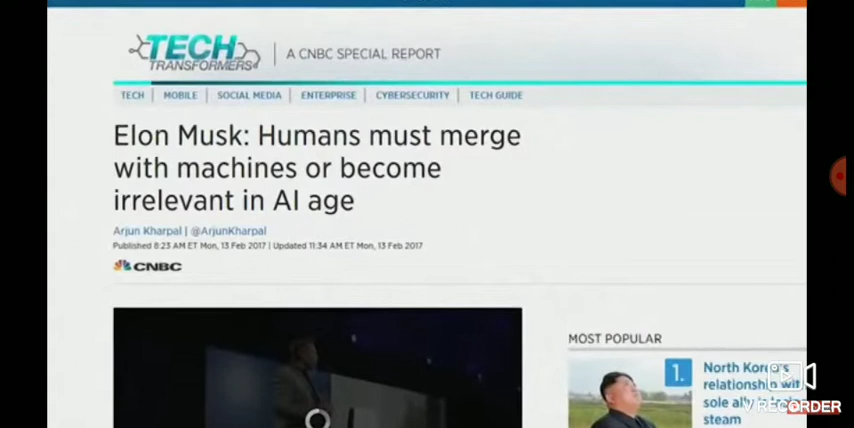 TECH
TRANSFORMERS
A CNBC SPECIAL REPORT
TECH | MOBILE | SOCIAL MEDIA | ENTERPRISE | CYBERSECURITY | TECH GUIDE
Elon Musk: Humans must merge
with machines or become
irrelevant in AI age
Arjun Kharpal | @ArjunKharpal
Published 8:23 AM ET Mon, 13 Feb 2017 | Updated 11:34 AM ET Mon, 13 Feb 2017
CNBC
MOST POPULAR
1.
North Korea's
relationship
sole
steam
V RECORDER